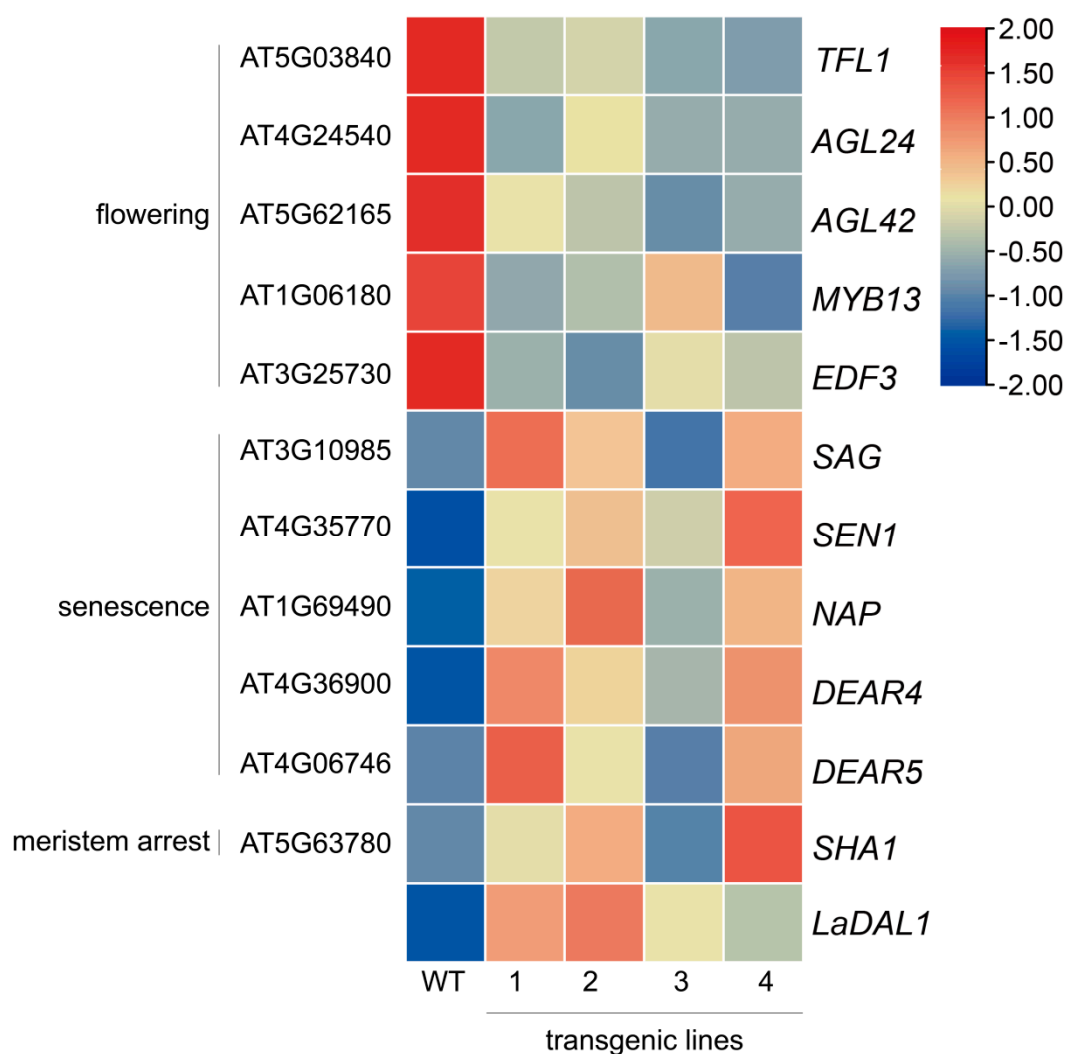 AT5G03840 TFL1
AT4G24540 AGL24
AT5G62165 AGL42
AT1G06180 MYB13
AT3G25730 EDF3
flowering
AT3G10985 SAG
AT4G35770 SEN1
AT1G69490 NAP
AT4G36900 DEAR4
AT4G06746 DEAR5
senescence
meristem arrest AT5G63780 SHA1
LaDAL1
WT 1 2 3 4
transgenic lines
2.00
1.50
1.00
0.50
0.00
-0.50
-1.00
-1.50
-2.00